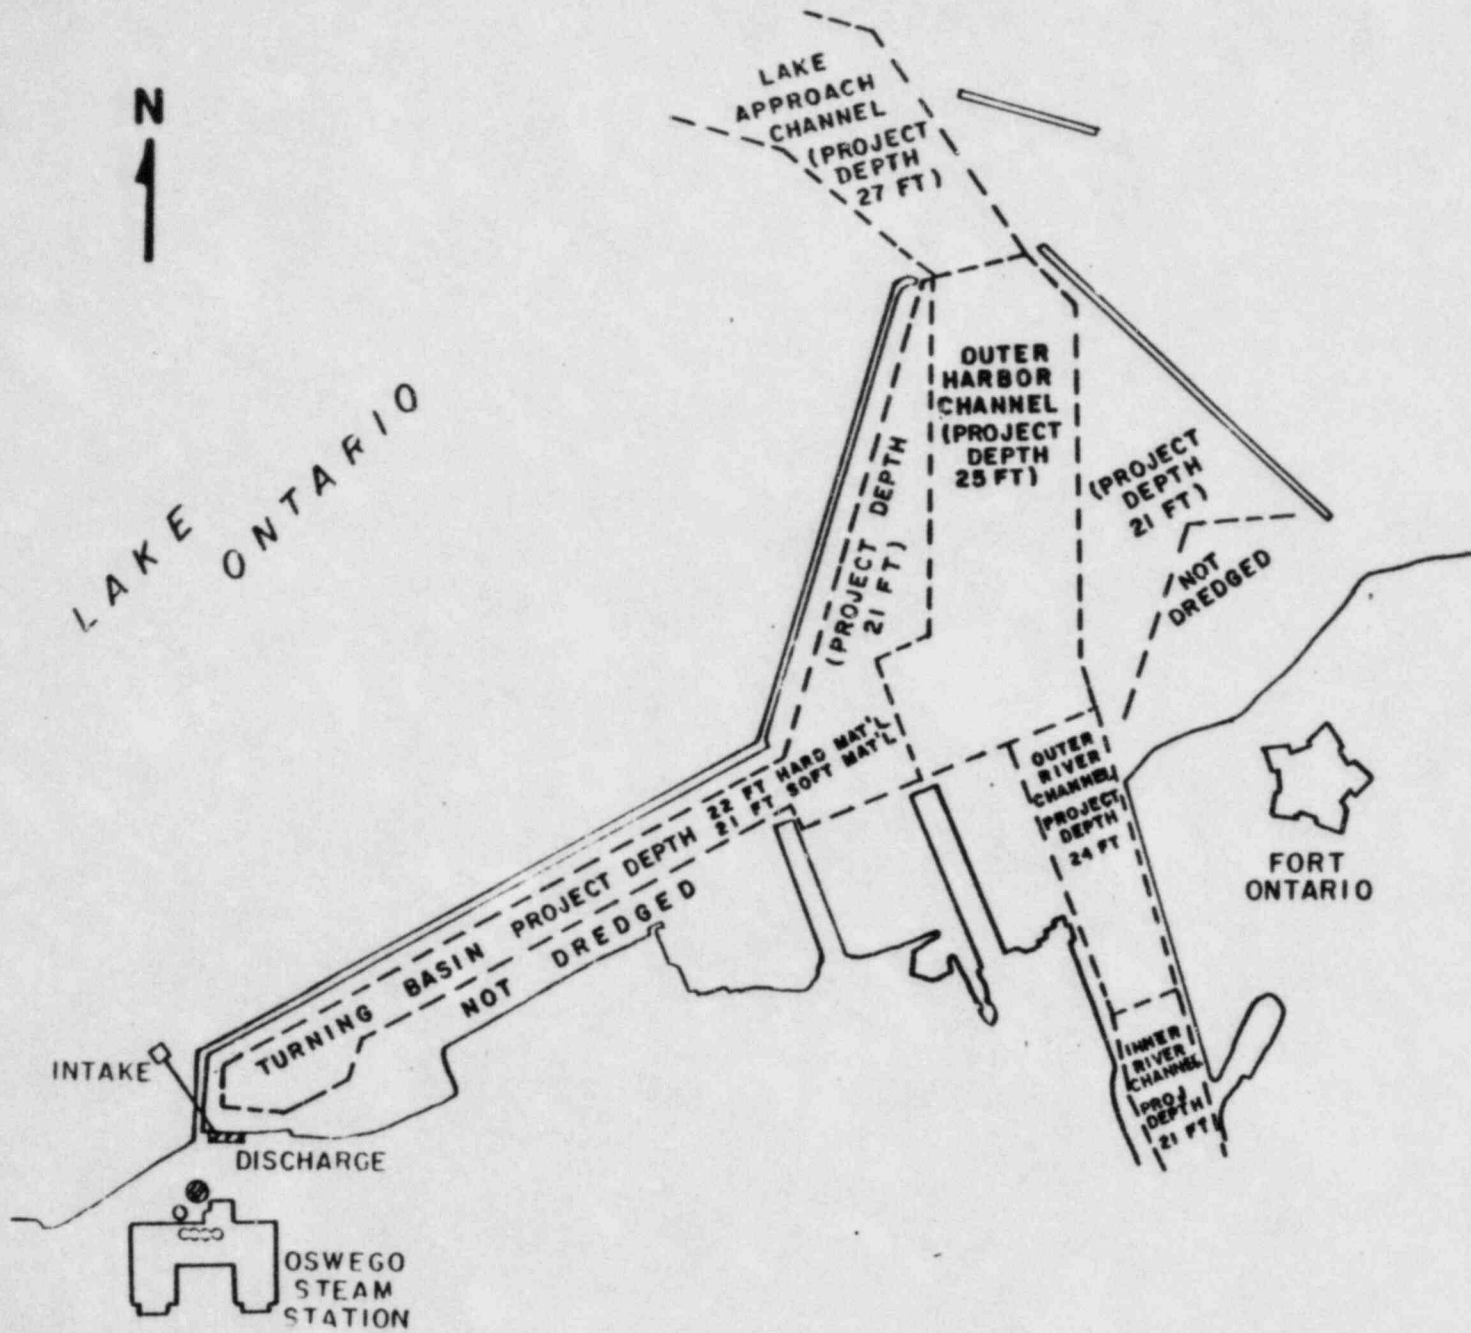 LAKE
APPROACH
CHANNEL
(PROJECT
DEPTH
27 FT)
N
LAKE
ONTARIO
OUTER
HARBOR
CHANNEL
(PROJECT
DEPTH
25 FT)
(PROJECT DEPTH
21 FT)
(PROJECT
DEPTH
21 FT)
NOT
DREDGED
TURNING BASIN PROJECT DEPTH 22 FT HARD MAT'L
21 FT SOFT MAT'L
NOT DREDGED
OUTER
RIVER
CHANNEL
PROJECT
DEPTH
24 FT
FORT
ONTARIO
INNER
RIVER
CHANNEL
PROJ
DEPTH
21 FT
INTAKE
DISCHARGE
OSWEGO
STEAM
STATION